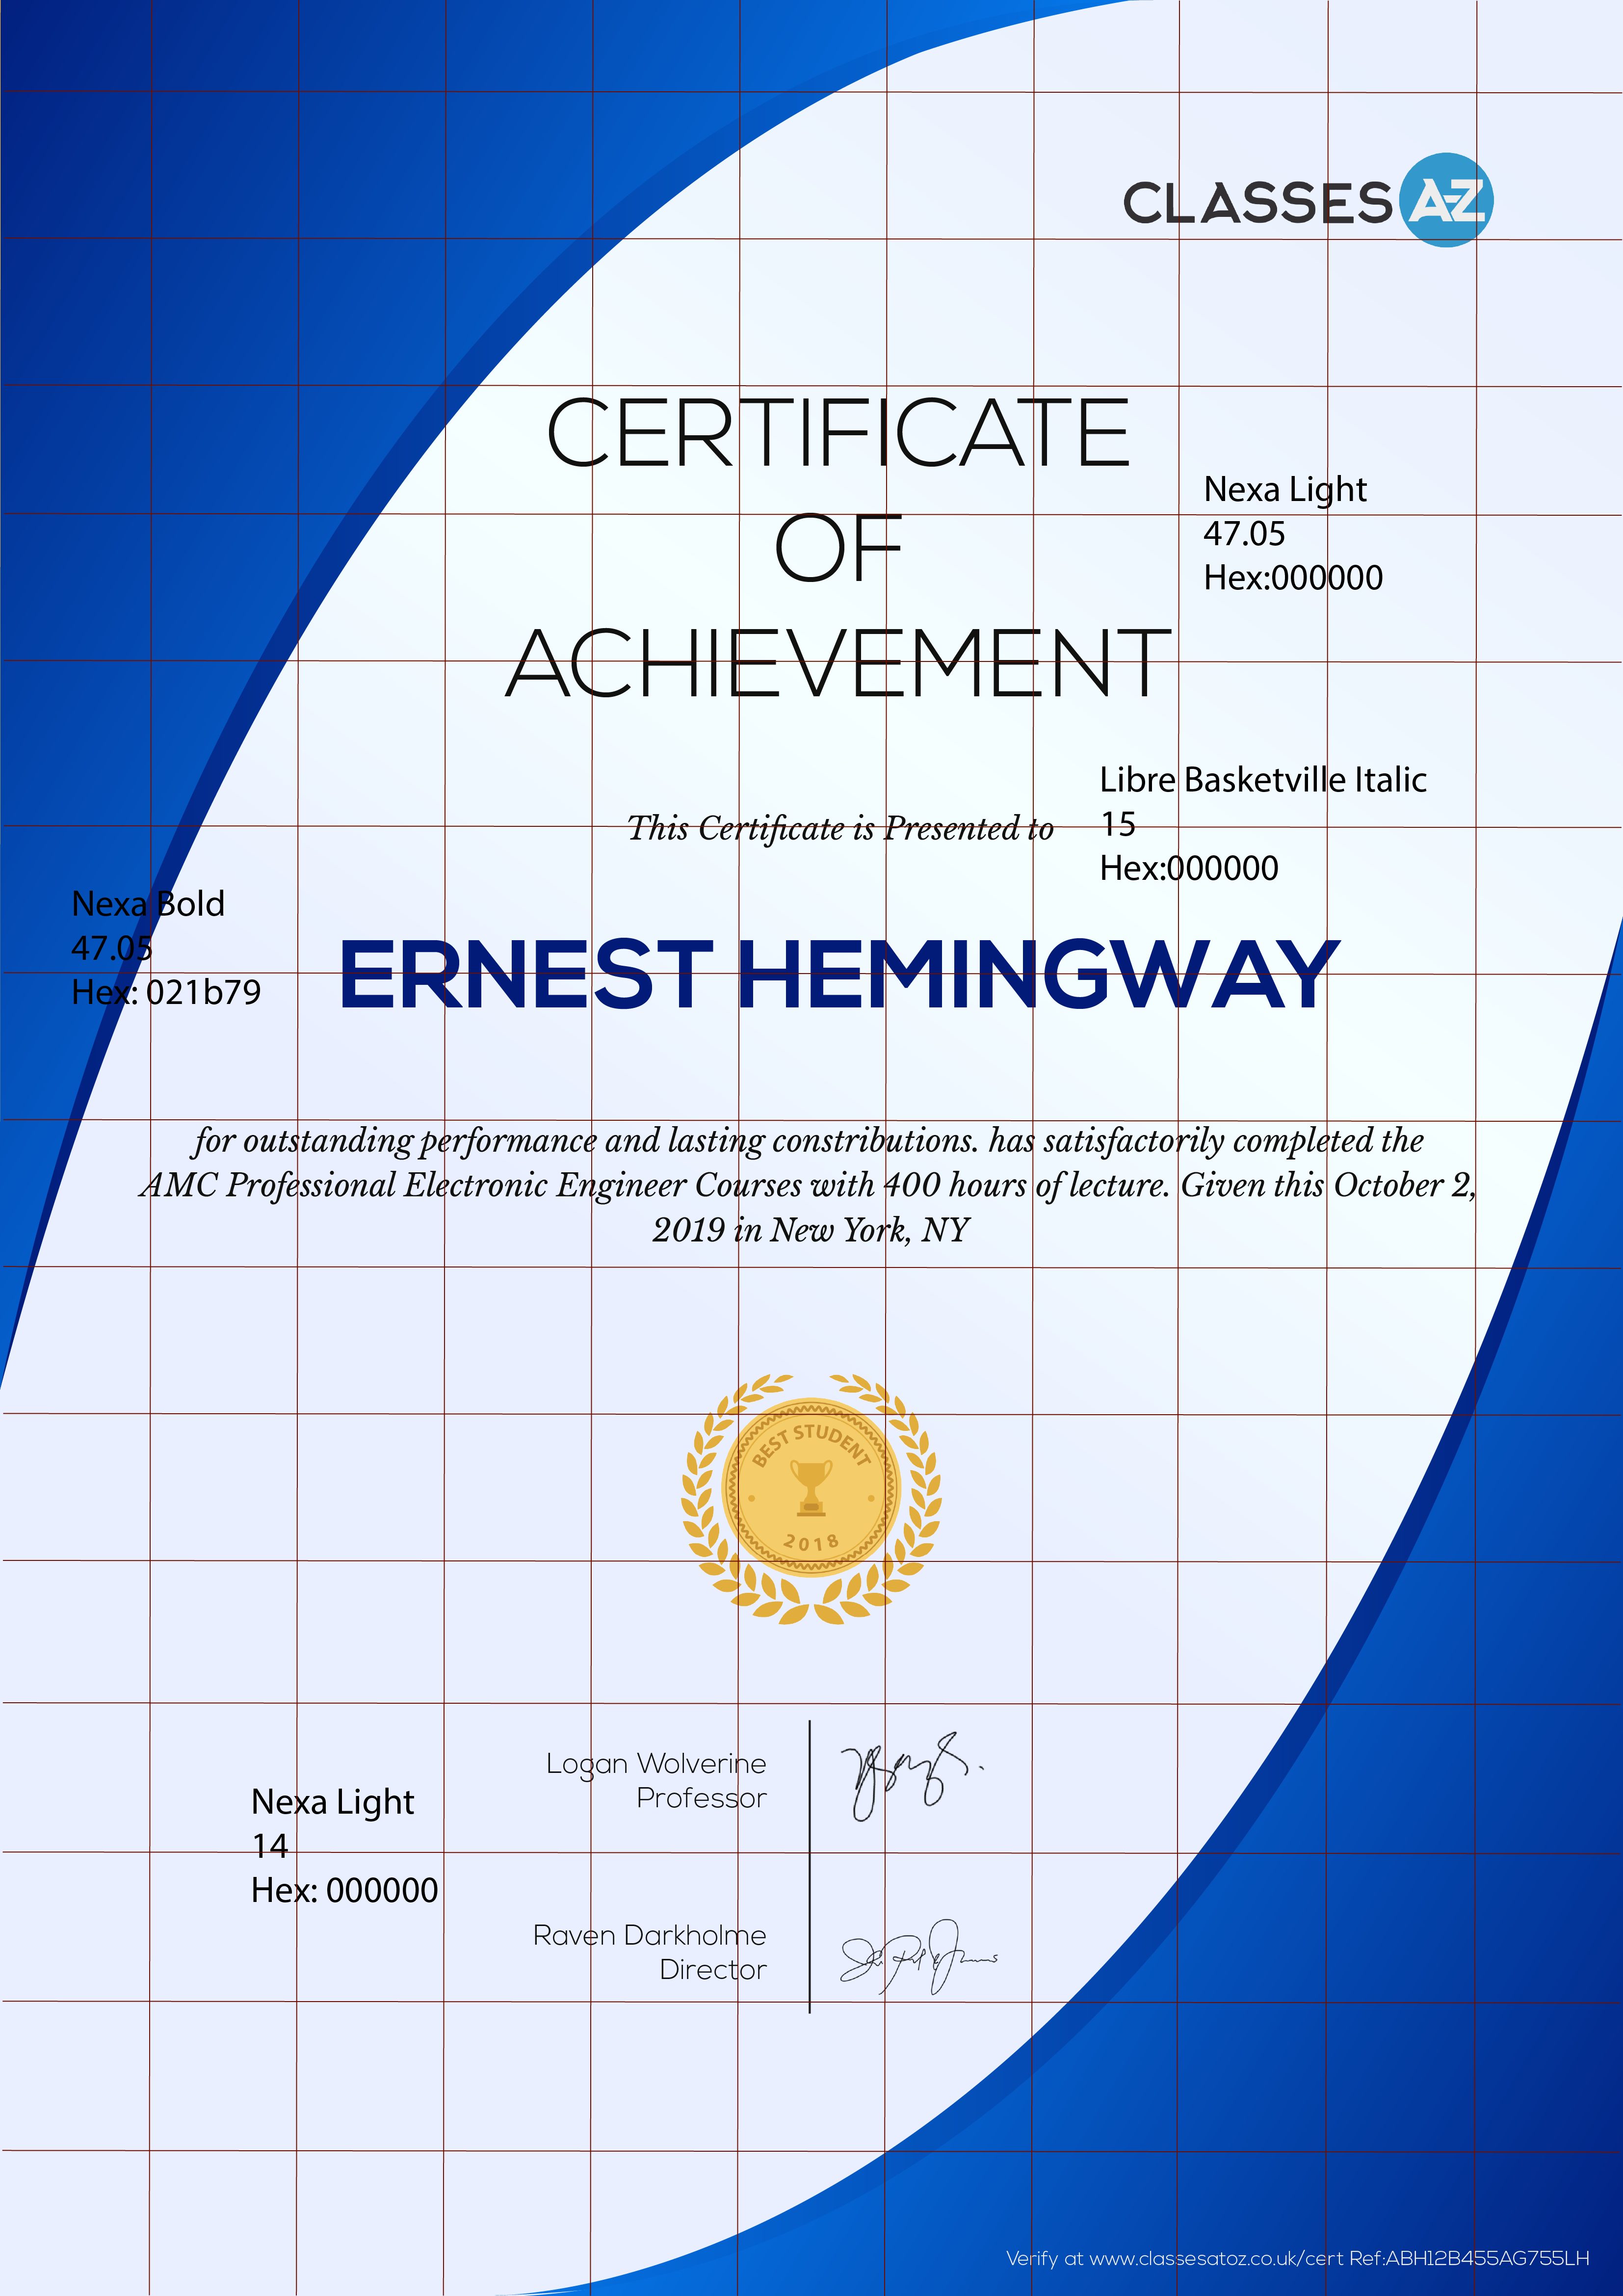 CLASSES A-Z
CERTIFICATE
OF
ACHIEVEMENT
Nexa Light
47.05
Hex:000000
Libre Basketville Italic
15
Hex:000000
This Certificate is Presented to
Nexa Bold
47.05
Hex: 021b79
ERNEST HEMINGWAY
for outstanding performance and lasting constributions. has satisfactorily completed the
AMC Professional Electronic Engineer Courses with 400 hours of lecture. Given this October 2,
2019 in New York, NY
BEST STUDENT
2018
Logan Wolverine
Professor
Nexa Light
14
Hex: 000000
Raven Darkholme
Director
Verify at www.classesatoz.co.uk/cert Ref:ABH12B455AG755LH